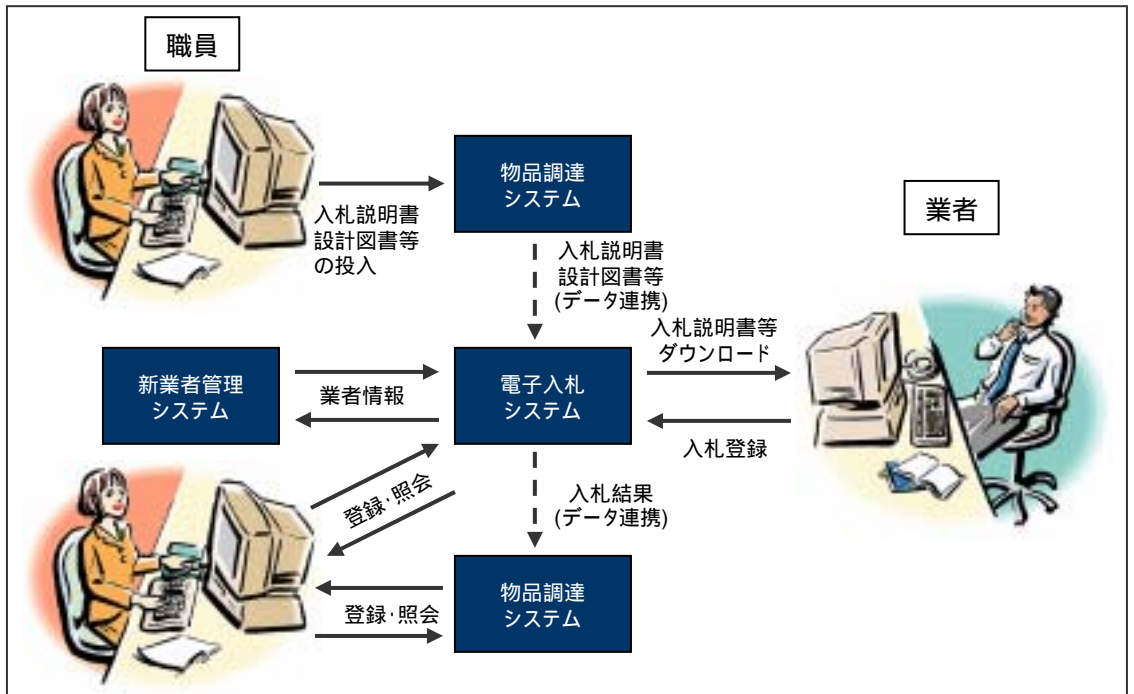 職員
物品調達
システム
入札説明書
設計図書等
の投入
業者
入札説明書
設計図書等
(データ連携)
入札説明書等
ダウンロード
新業者管理
システム
業者情報
電子入札
システム
入札登録
登録・照会
入札結果
(データ連携)
物品調達
システム
登録・照会